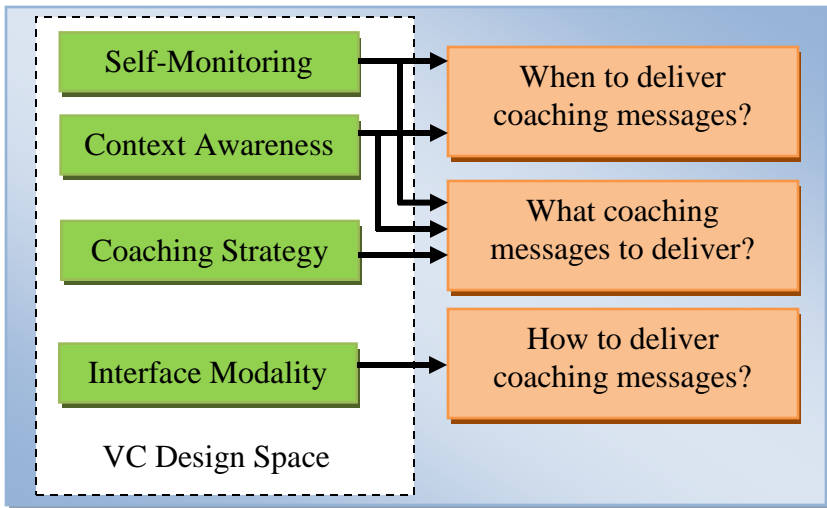 Self-Monitoring
Context Awareness
Coaching Strategy
Interface Modality
VC Design Space
When to deliver
coaching messages?
What coaching
messages to deliver?
How to deliver
coaching messages?